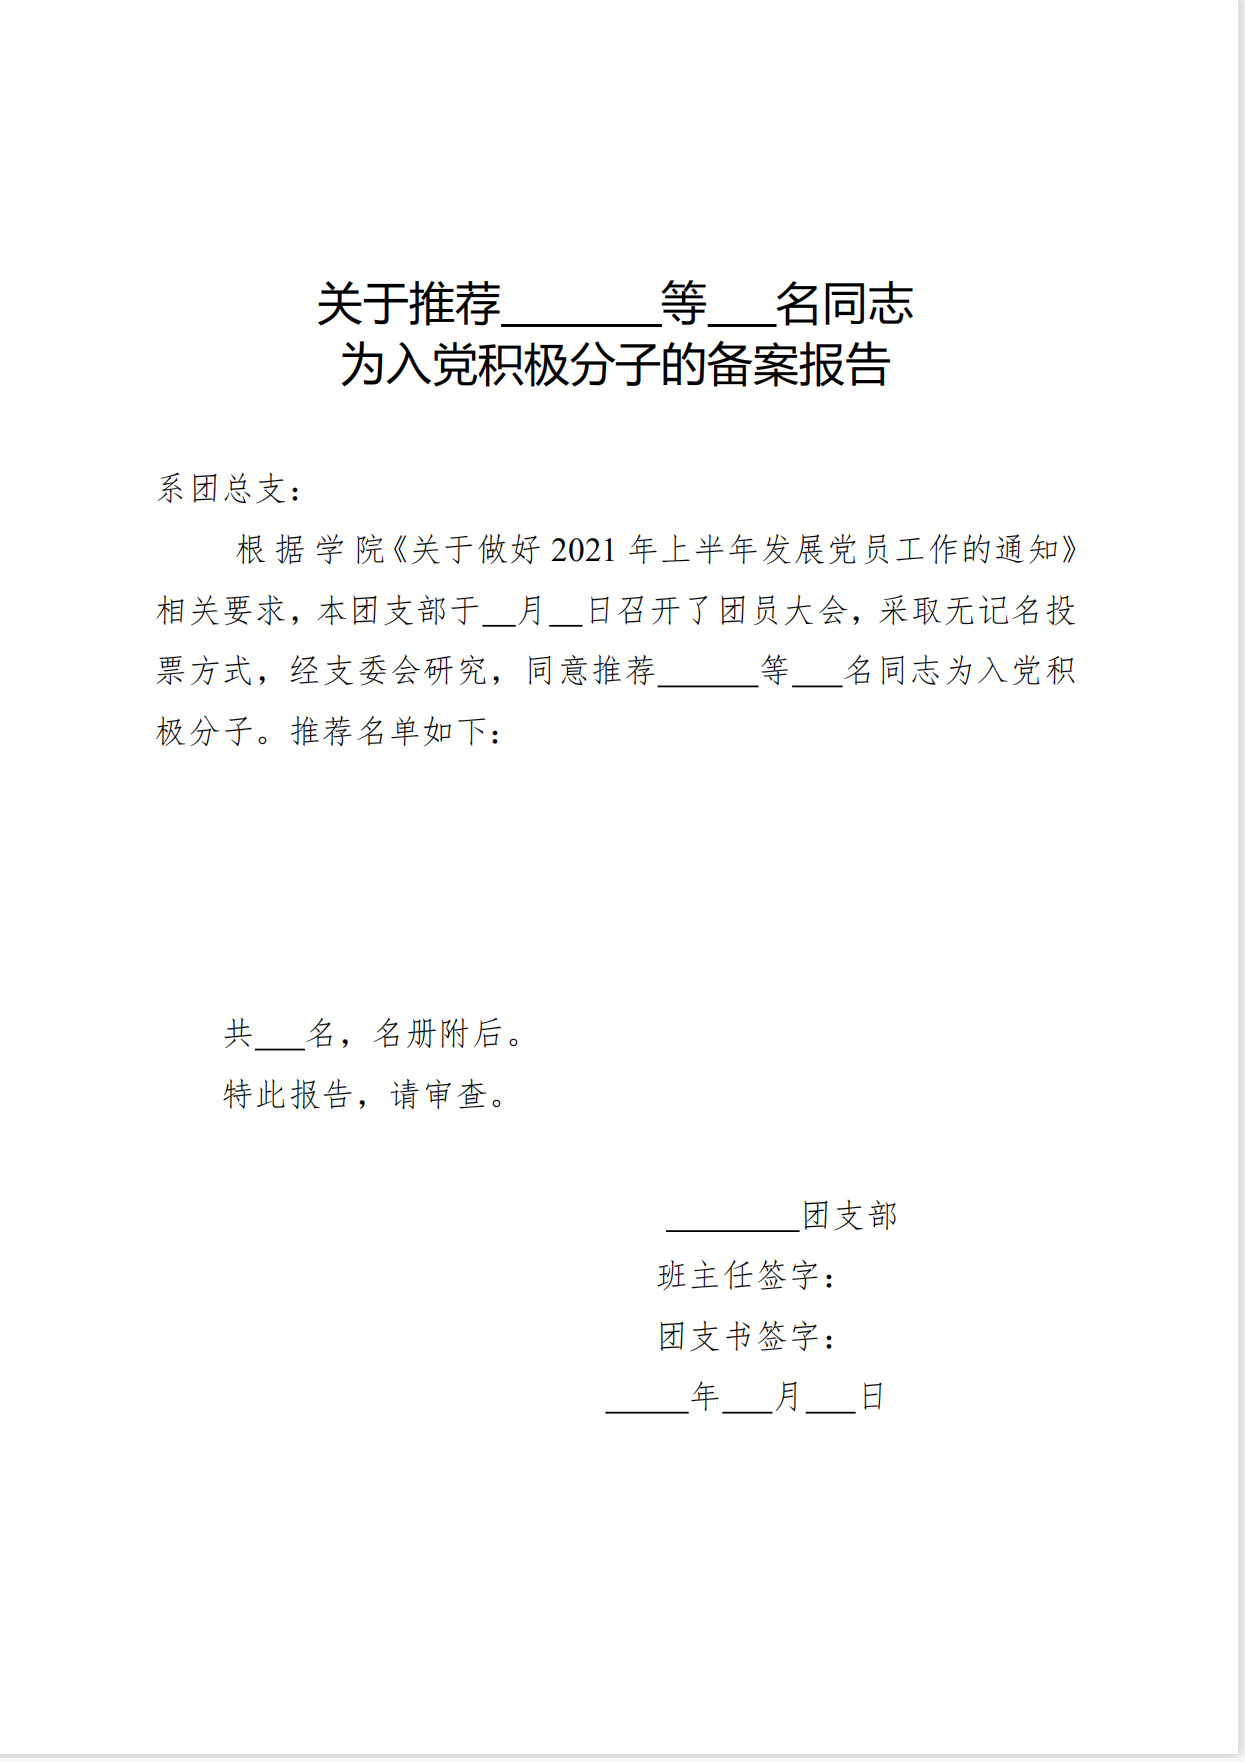 关于推荐_______等___名同志
为入党积极分子的备案报告
系团总支：
根据学院《关于做好 2021 年上半年发展党员工作的通知》
相关要求，本团支部于__月__日召开了团员大会，采取无记名投
票方式，经支委会研究，同意推荐______等___名同志为入党积
极分子。推荐名单如下：
共___名，名册附后。
特此报告，请审查。
________团支部
班主任签字：
团支书签字：
_____年___月___日